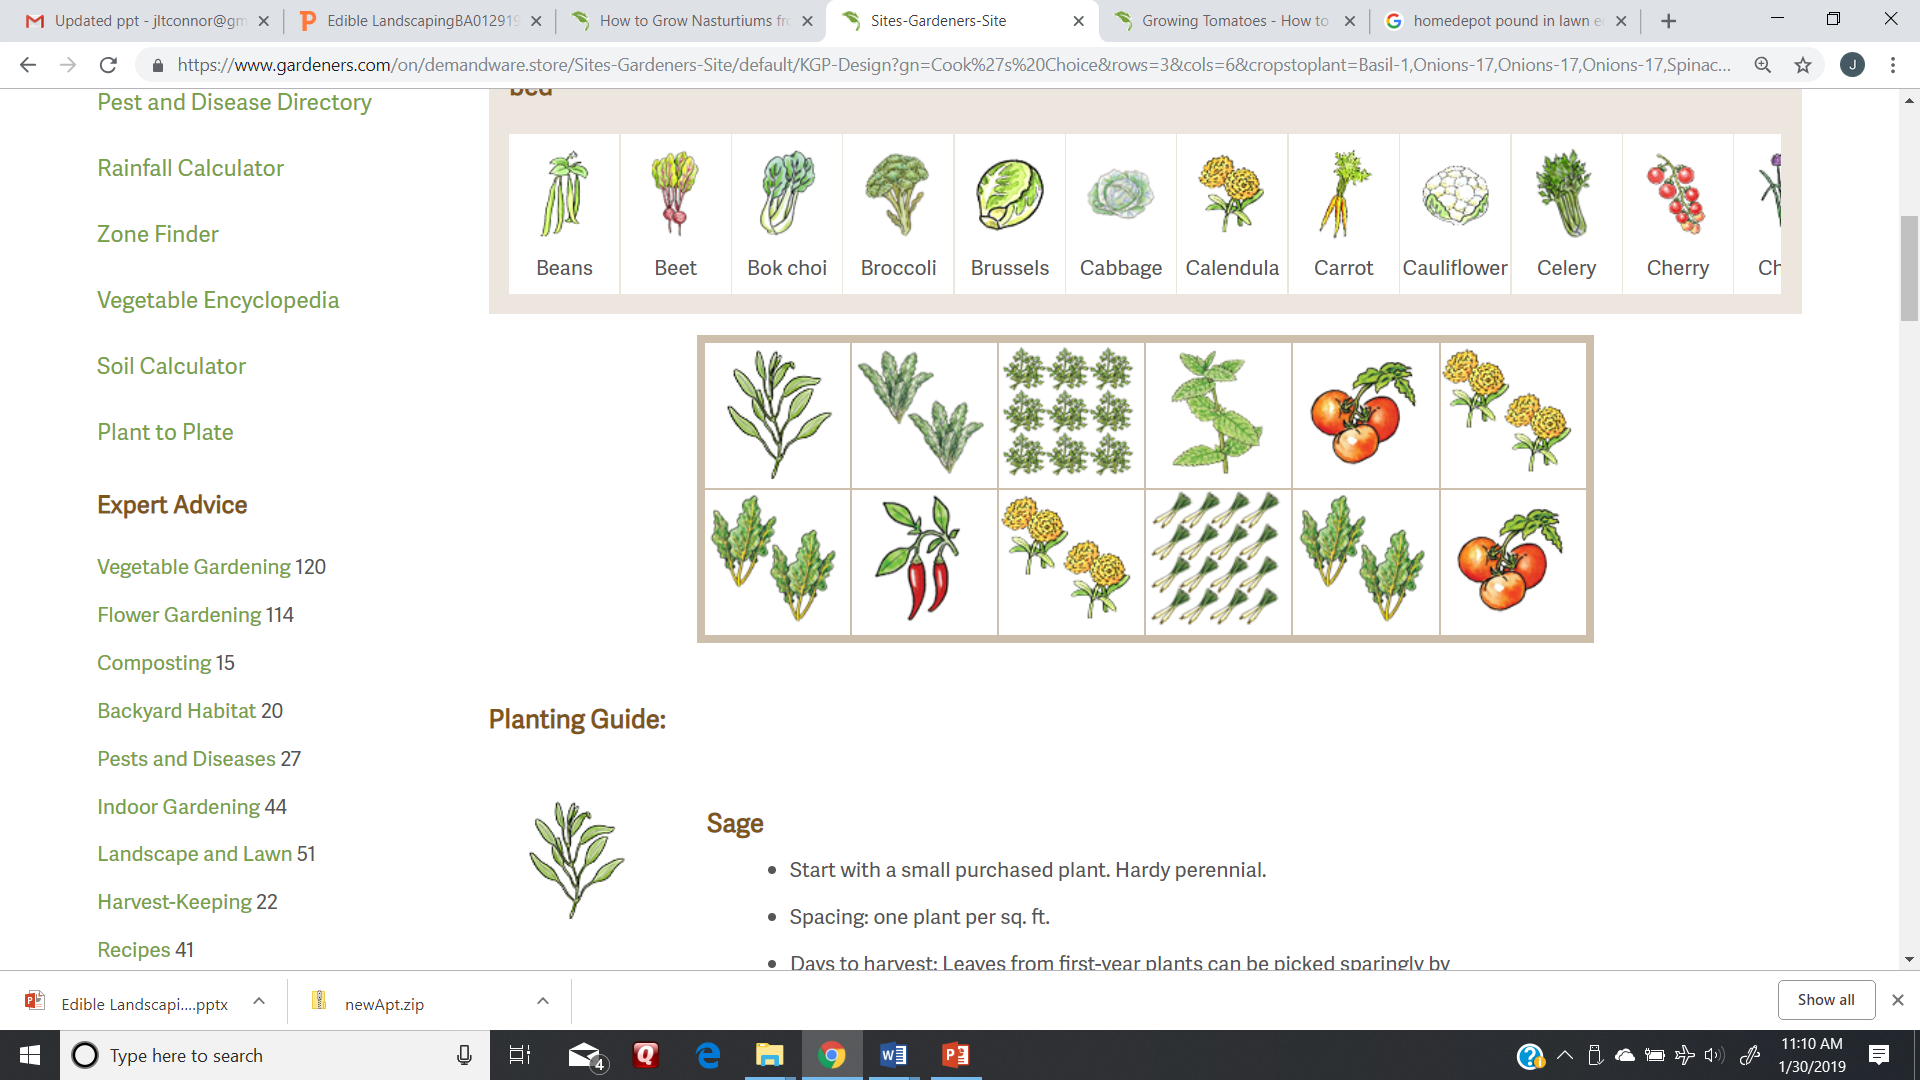 Updated ppt - jltconnor@gm
Edible LandscapingBA012919
How to Grow Nasturtiums fr
Sites-Gardeners-Site
Growing Tomatoes - How to
homedepot pound in lawn e
https://www.gardeners.com/on/demandware.store/Sites-Gardeners-Site/default/KGP-Design?gn=Cook%27s%20Choice&rows=3&cols=6&cropstoplant=Basil-1,Onions-17,Onions-17,Onions-17,Spinac...
J
bed
Pest and Disease Directory
Rainfall Calculator
Zone Finder
Vegetable Encyclopedia
Soil Calculator
Plant to Plate
Expert Advice
Vegetable Gardening 120
Flower Gardening 114
Composting 15
Backyard Habitat 20
Pests and Diseases 27
Indoor Gardening 44
Landscape and Lawn 51
Harvest-Keeping 22
Recipes 41
Beans Beet Bok choi Broccoli Brussels Cabbage Calendula Carrot Cauliflower Celery Cherry Ch
Planting Guide:
Sage
• Start with a small purchased plant. Hardy perennial.
• Spacing: one plant per sq. ft.
• Days to harvest: Leaves from first-year plants can be picked sparingly by
Edible Landscapi....pptx
newApt.zip
Show all
Type here to search
4
11:10 AM
1/30/2019